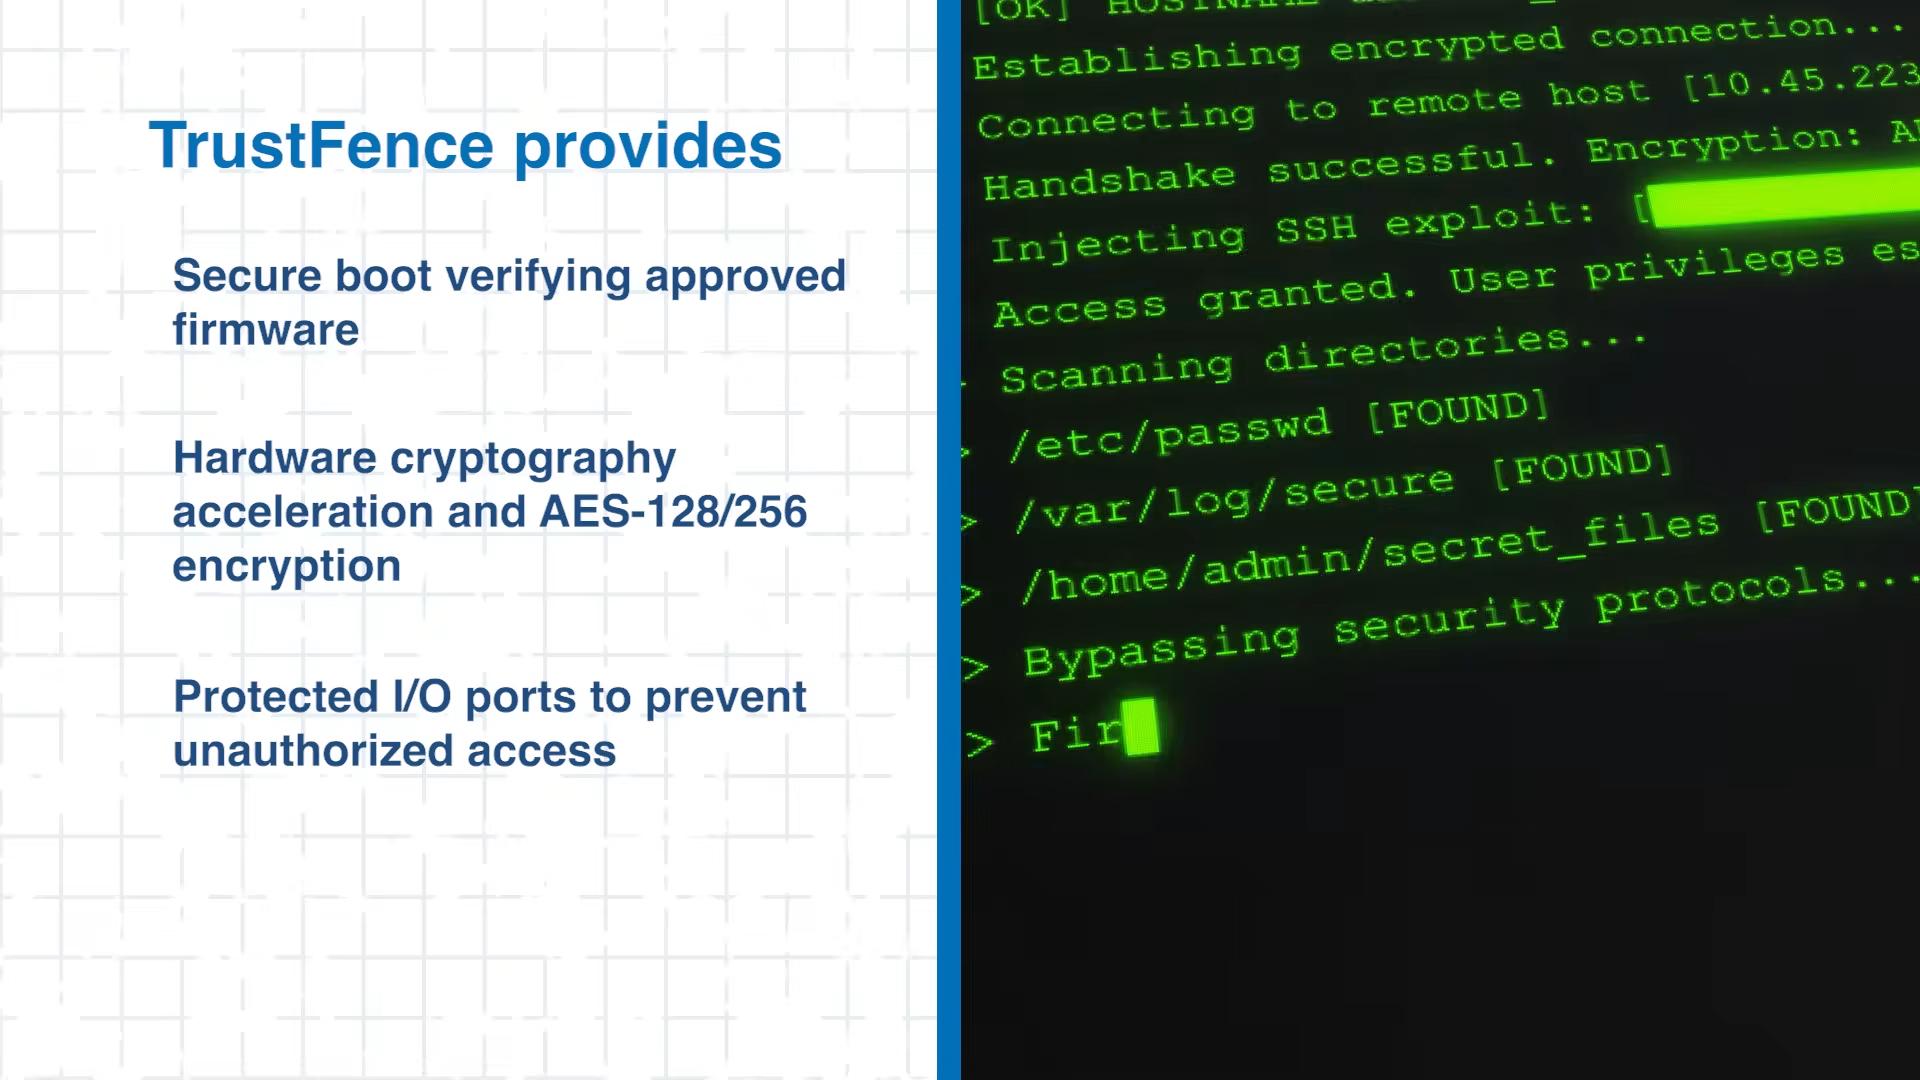 TrustFence provides
Secure boot verifying approved
firmware
Hardware cryptography
acceleration and AES-128/256
encryption
Protected I/O ports to prevent
unauthorized access
[OK] HOSTNAME
Establishing encrypted connection...
Connecting to remote host [10.45.223
Handshake successful. Encryption:
Injecting SSH exploit: [
Access granted. User privileges es
Scanning directories...
> /etc/passwd [FOUND]
> /var/log/secure [FOUND]
> /home/admin/secret_files [FOUND]
> Bypassing security protocols...
> Fir